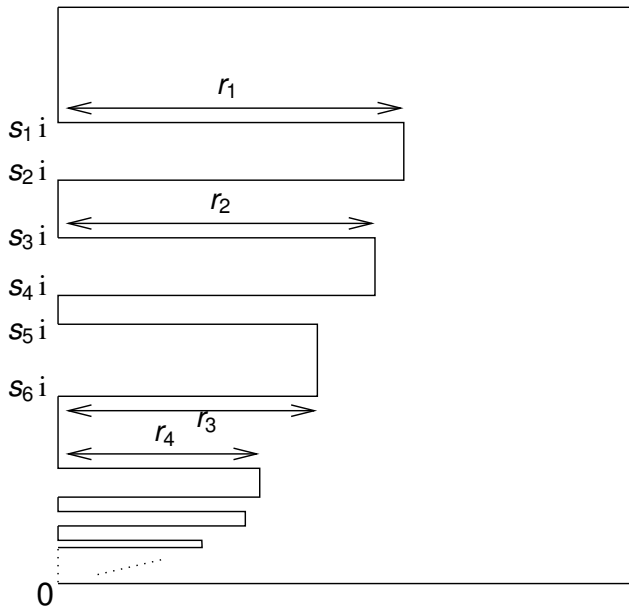 r₁
s₁ i
s₂ i
r₂
s₃ i
s₄ i
s₅ i
s₆ i
r₃
r₄
0